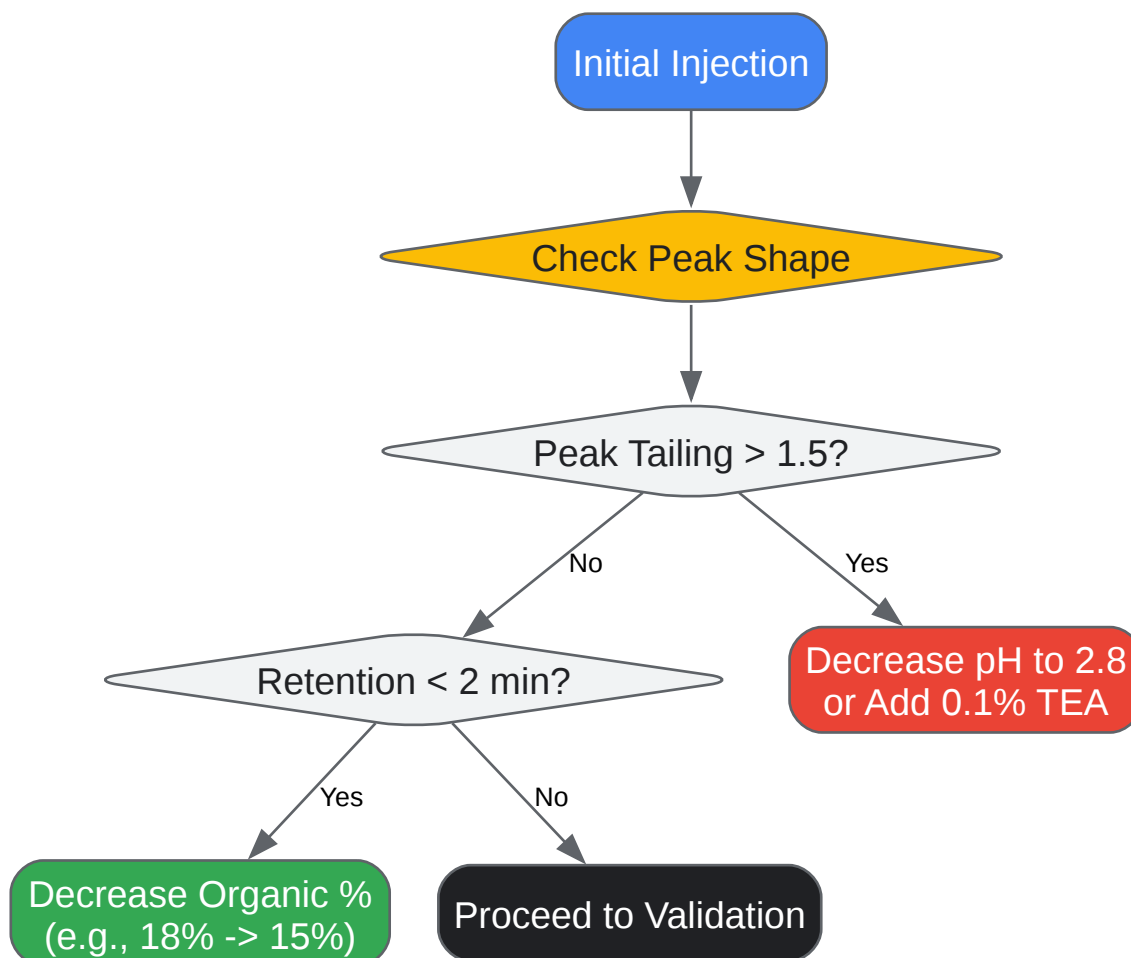 Initial Injection
Check Peak Shape
Peak Tailing > 1.5?
No
Yes
Retention < 2 min?
Decrease pH to 2.8
or Add 0.1% TEA
Yes
No
Decrease Organic %
(e.g., 18% -> 15%)
Proceed to Validation